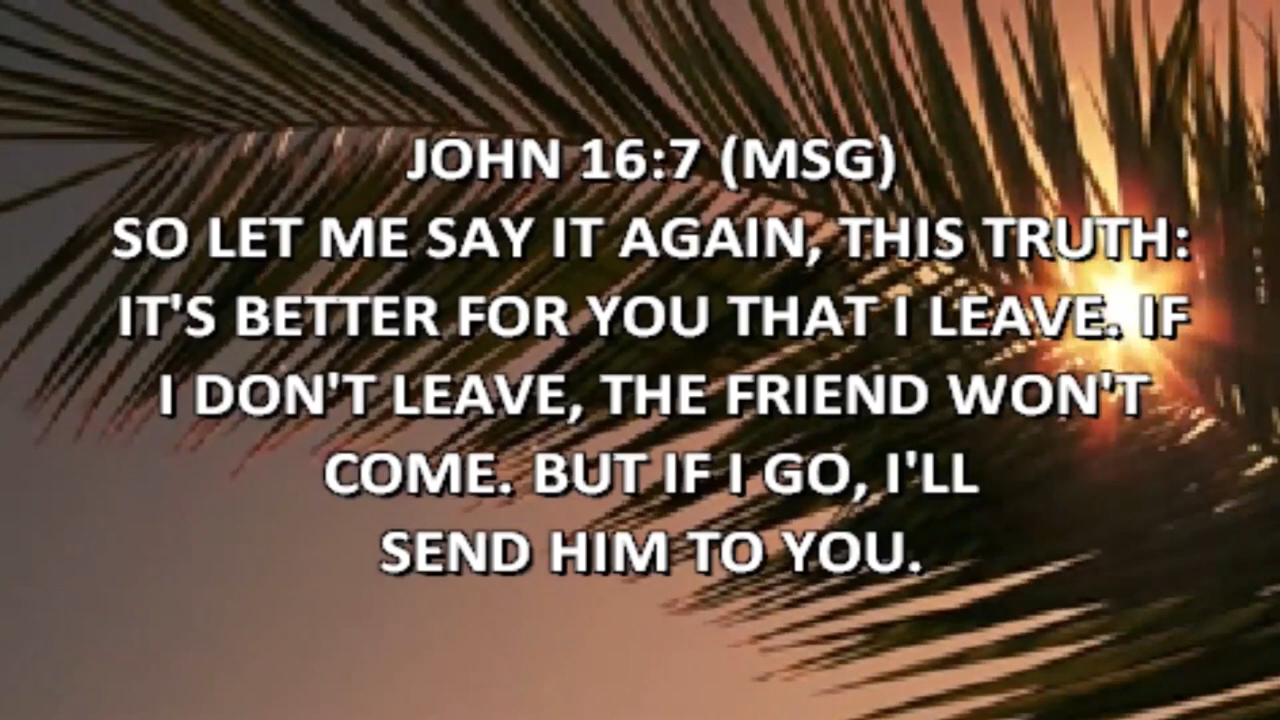 JOHN 16:7 (MSG)
SO LET ME SAY IT AGAIN, THIS TRUTH:
IT'S BETTER FOR YOU THAT I LEAVE. IF
I DON'T LEAVE, THE FRIEND WON'T
COME. BUT IF I GO, I'LL
SEND HIM TO YOU.